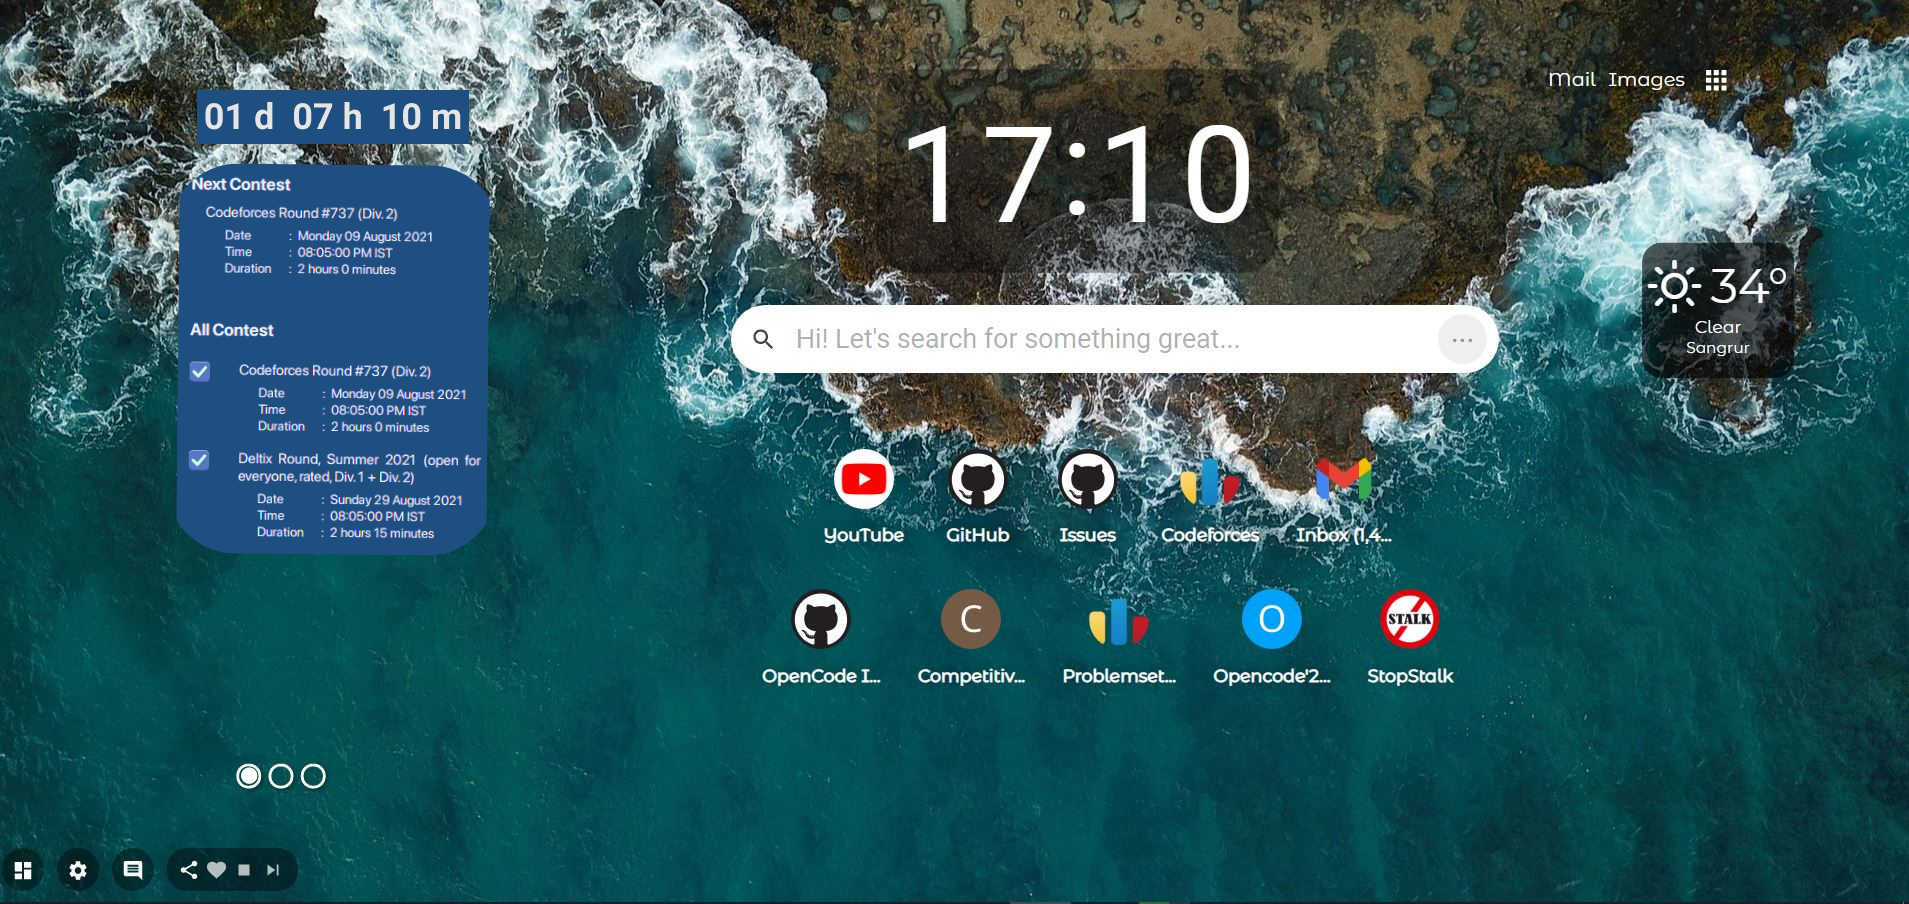 Mail Images
01 d 07 h 10 m
17:10
Next Contest
Codeforces Round #737 (Div. 2)
Date : Monday 09 August 2021
Time : 08:05:00 PM IST
Duration : 2 hours 0 minutes
All Contest
Codeforces Round #737 (Div. 2)
Date : Monday 09 August 2021
Time : 08:05:00 PM IST
Duration : 2 hours 0 minutes
Deltix Round, Summer 2021 (open for
everyone, rated, Div. 1 + Div. 2)
Date : Sunday 29 August 2021
Time : 08:05:00 PM IST
Duration : 2 hours 15 minutes
Hi! Let's search for something great...
34°
Clear
Sangrur
YouTube GitHub Issues Codeforces Inbox (1,4...
C O STALK
OpenCode I... Competitiv... Problemset... Opencode'2... StopStalk